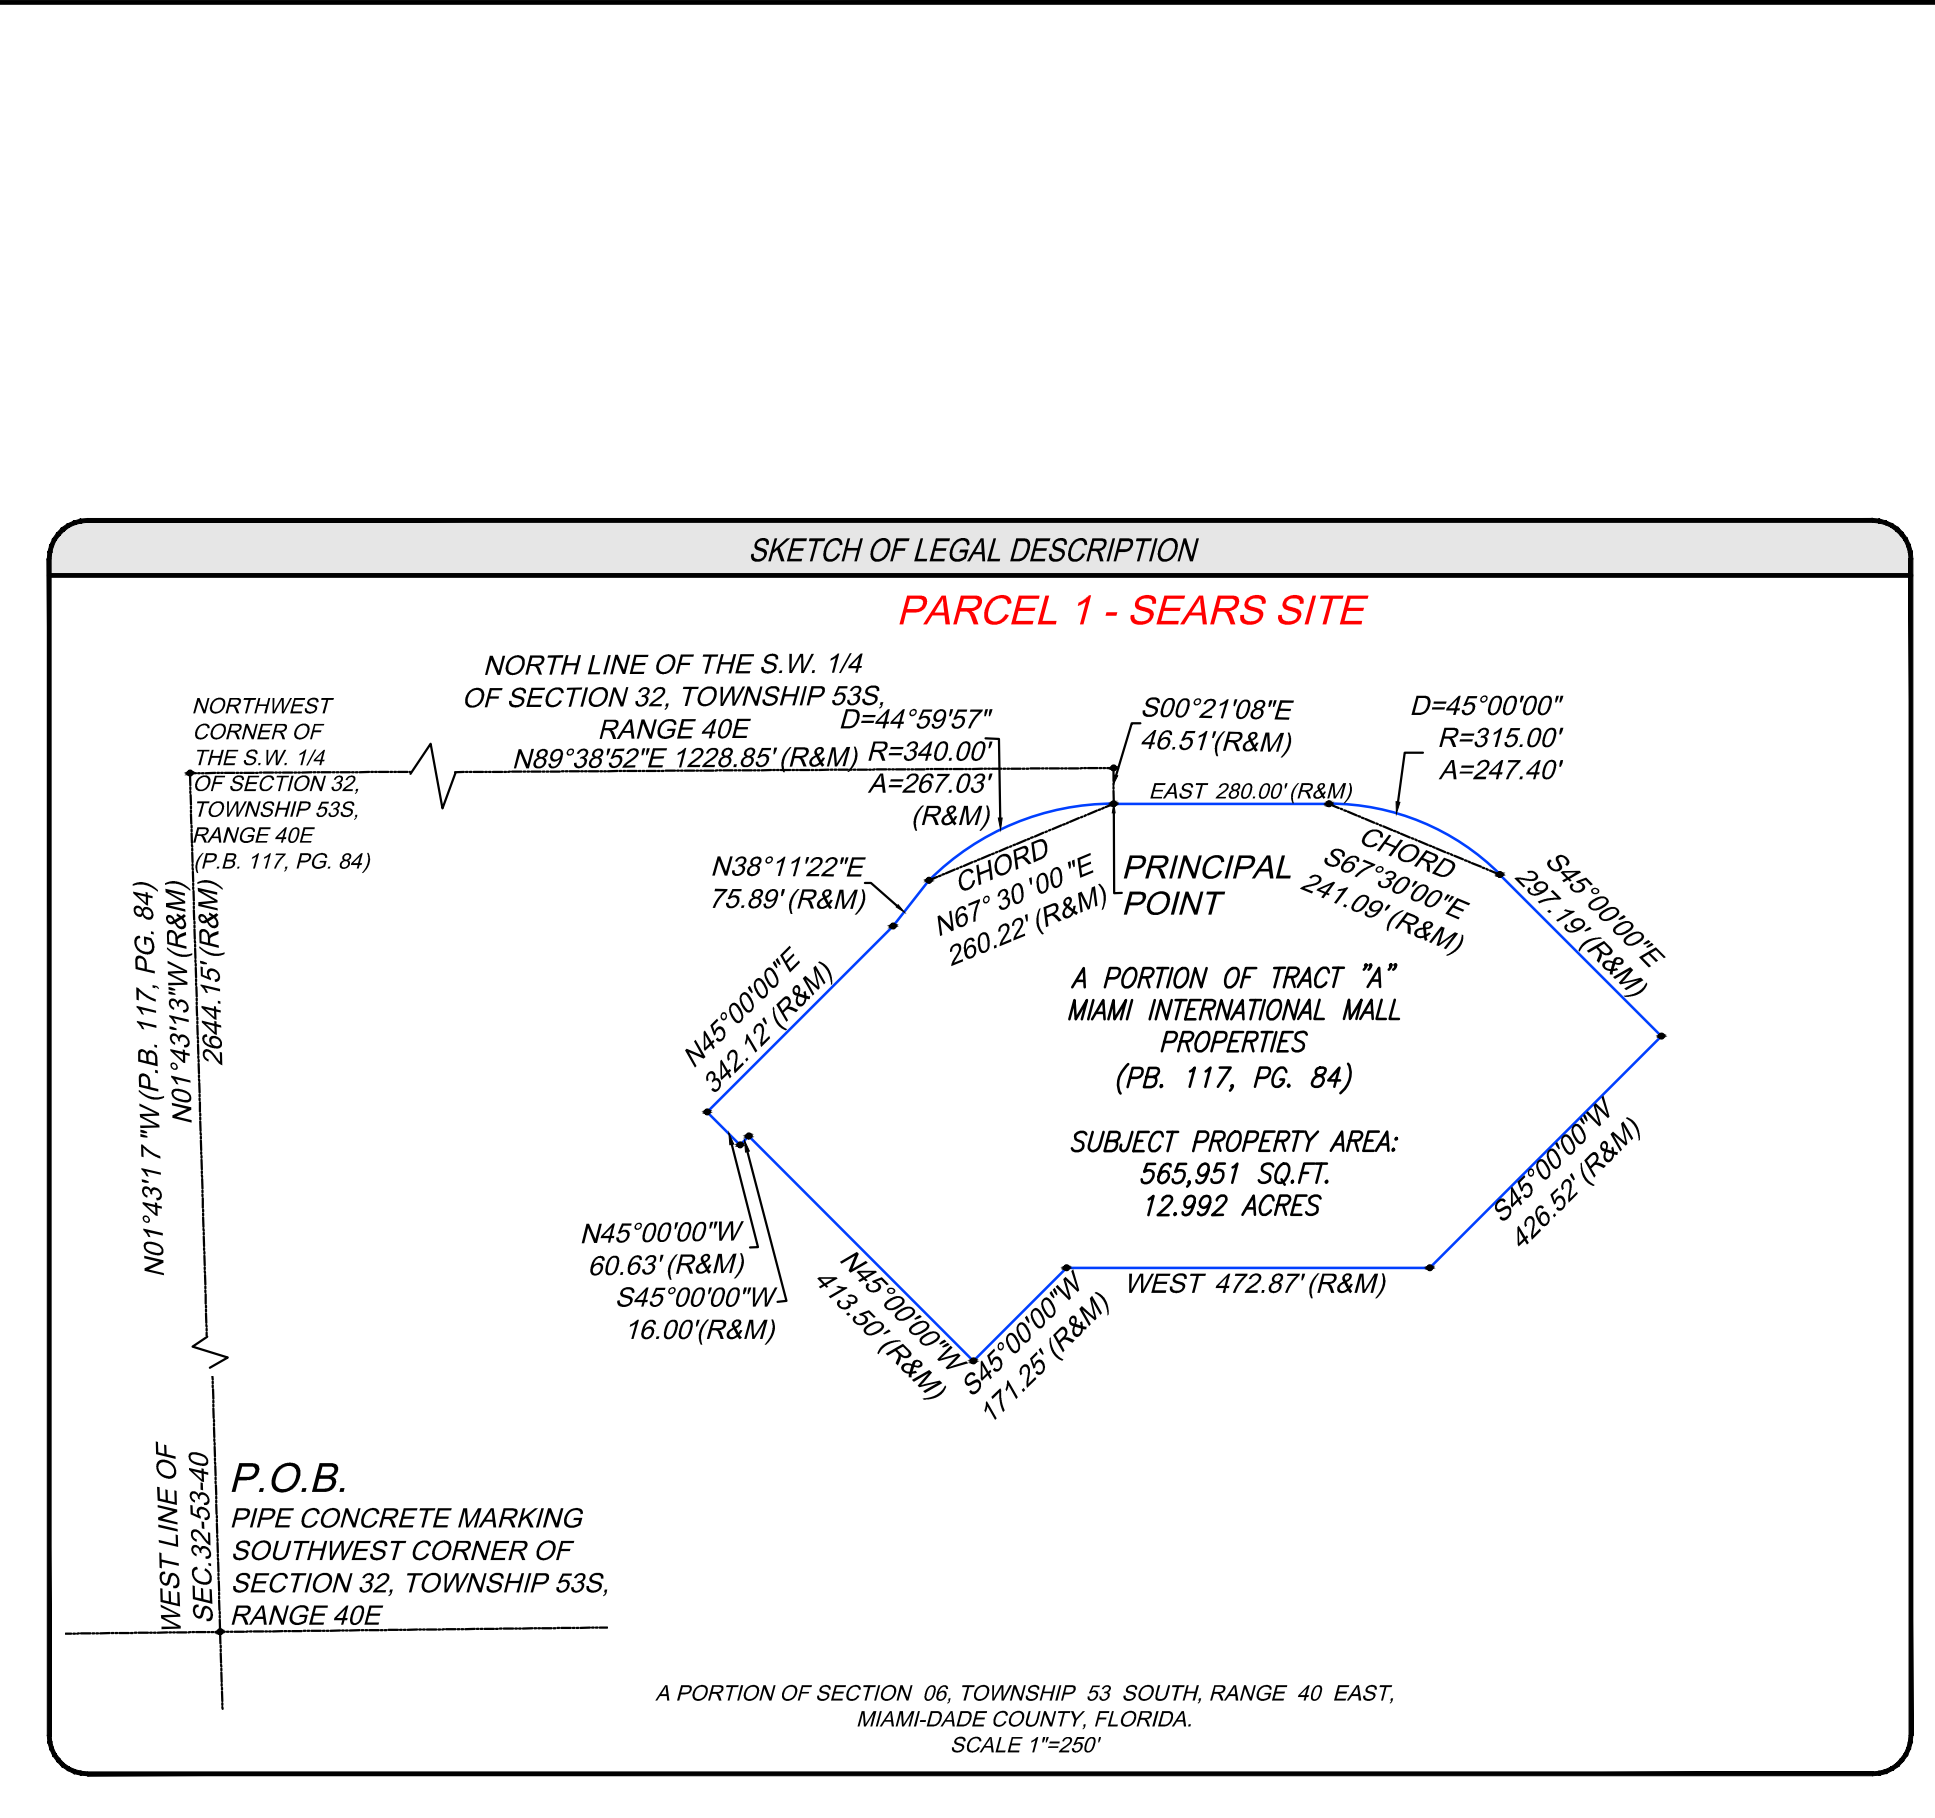 SKETCH OF LEGAL DESCRIPTION
PARCEL 1 - SEARS SITE
NORTH LINE OF THE S.W. 1/4
OF SECTION 32, TOWNSHIP 53S,
RANGE 40E
N89°38'52"E 1228.85' (R&M)
NORTHWEST
CORNER OF
THE S.W. 1/4
OF SECTION 32,
TOWNSHIP 53S,
RANGE 40E
(P.B. 117, PG. 84)
D=44°59'57"
R=340.00'
A=267.03'
(R&M)
S00°21'08"E
46.51'(R&M)
D=45°00'00"
R=315.00'
A=247.40'
EAST 280.00' (R&M)
N38°11'22"E
75.89' (R&M)
CHORD
N67° 30 '00 "E
260.22' (R&M)
PRINCIPAL
POINT
CHORD
S67°30'00"E
241.09' (R&M)
S45°00'00"E
297.19' (R&M)
N45°00'00"E
342.12' (R&M)
A PORTION OF TRACT "A"
MIAMI INTERNATIONAL MALL
PROPERTIES
(PB. 117, PG. 84)
SUBJECT PROPERTY AREA:
565,951 SQ.FT.
12.992 ACRES
N01°43'17 "W (P.B. 117, PG. 84)
N01°43'13"W (R&M)
2644.15' (R&M)
S45°00'00"W
426.52' (R&M)
N45°00'00"W
60.63' (R&M)
S45°00'00"W
16.00'(R&M)
N45°00'00"W
413.50' (R&M)
S45°00'00"W
171.25' (R&M)
WEST 472.87' (R&M)
WEST LINE OF
SEC.32-53-40
P.O.B.
PIPE CONCRETE MARKING
SOUTHWEST CORNER OF
SECTION 32, TOWNSHIP 53S,
RANGE 40E
A PORTION OF SECTION 06, TOWNSHIP 53 SOUTH, RANGE 40 EAST,
MIAMI-DADE COUNTY, FLORIDA.
SCALE 1"=250'